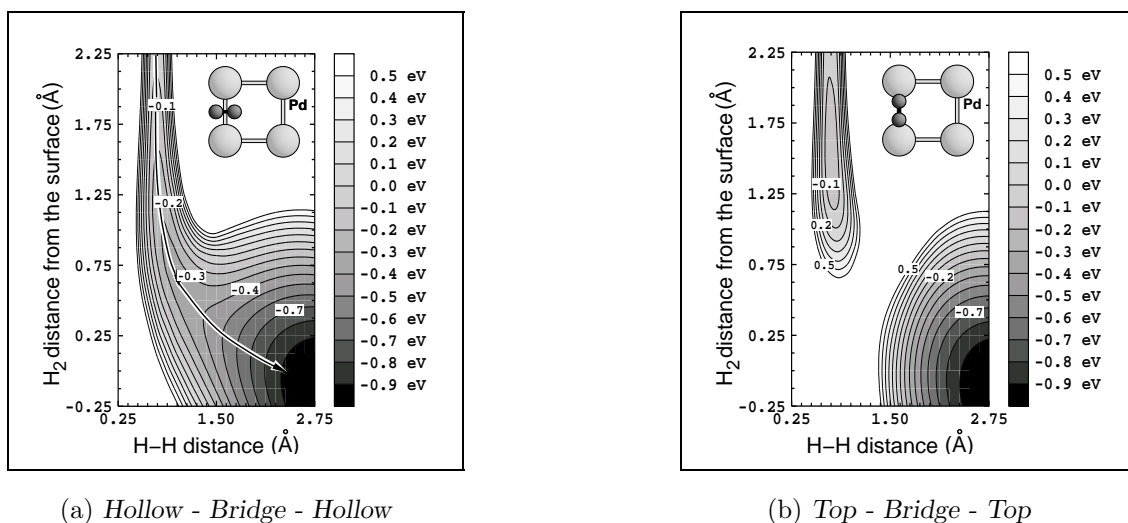 H2 distance from the surface (Å)
2.25
1.75
1.25
0.75
0.25
-0.25
0.25
1.50
2.75
H-H distance (Å)
-0.1
-0.2
-0.3
-0.4
-0.7
Pd
0.5 eV
0.4 eV
0.3 eV
0.2 eV
0.1 eV
0.0 eV
-0.1 eV
-0.2 eV
-0.3 eV
-0.4 eV
-0.5 eV
-0.6 eV
-0.7 eV
-0.8 eV
-0.9 eV
(a) Hollow - Bridge - Hollow
H2 distance from the surface (Å)
2.25
1.75
1.25
0.75
0.25
-0.25
0.25
1.50
2.75
H-H distance (Å)
-0.1
0.2
0.5
0.5
-0.2
-0.7
Pd
0.5 eV
0.4 eV
0.3 eV
0.2 eV
0.1 eV
0.0 eV
-0.1 eV
-0.2 eV
-0.3 eV
-0.4 eV
-0.5 eV
-0.6 eV
-0.7 eV
-0.8 eV
-0.9 eV
(b) Top - Bridge - Top